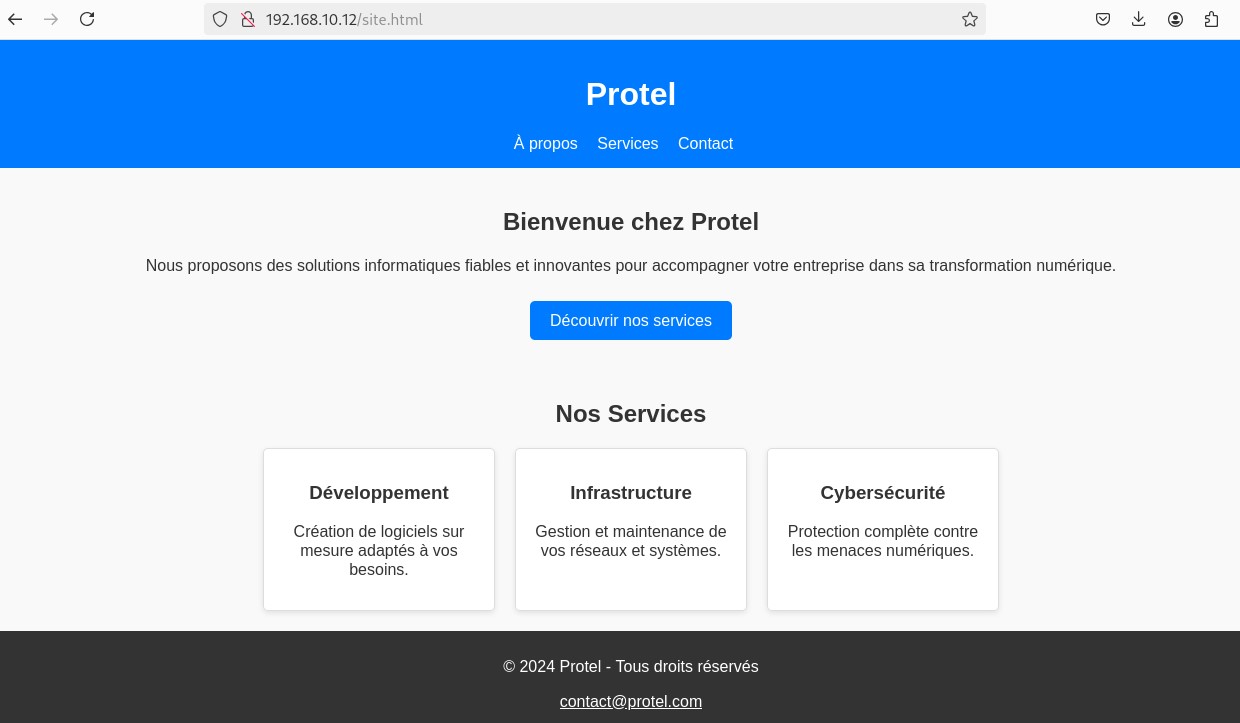 192.168.10.12/site.html
Protel
À propos Services Contact
Bienvenue chez Protel
Nous proposons des solutions informatiques fiables et innovantes pour accompagner votre entreprise dans sa transformation numérique.
Découvrir nos services
Nos Services
Développement
Création de logiciels sur
mesure adaptés à vos
besoins.
Infrastructure
Gestion et maintenance de
vos réseaux et systèmes.
Cybersécurité
Protection complète contre
les menaces numériques.
© 2024 Protel - Tous droits réservés
contact@protel.com